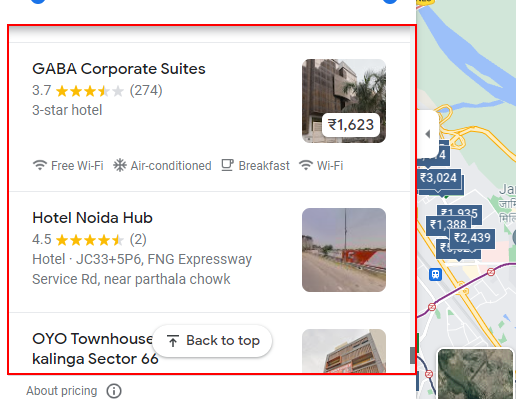 GABA Corporate Suites
3.7 (274)
3-star hotel
₹1,623
Free Wi-Fi Air-conditioned Breakfast Wi-Fi
Hotel Noida Hub
4.5 (2)
Hotel · JC33+5P6, FNG Expressway
Service Rd, near parthala chowk
OYO Townhouse
kalinga Sector 66
Back to top
About pricing
₹3,024
₹1,935
₹1,388
₹2,439